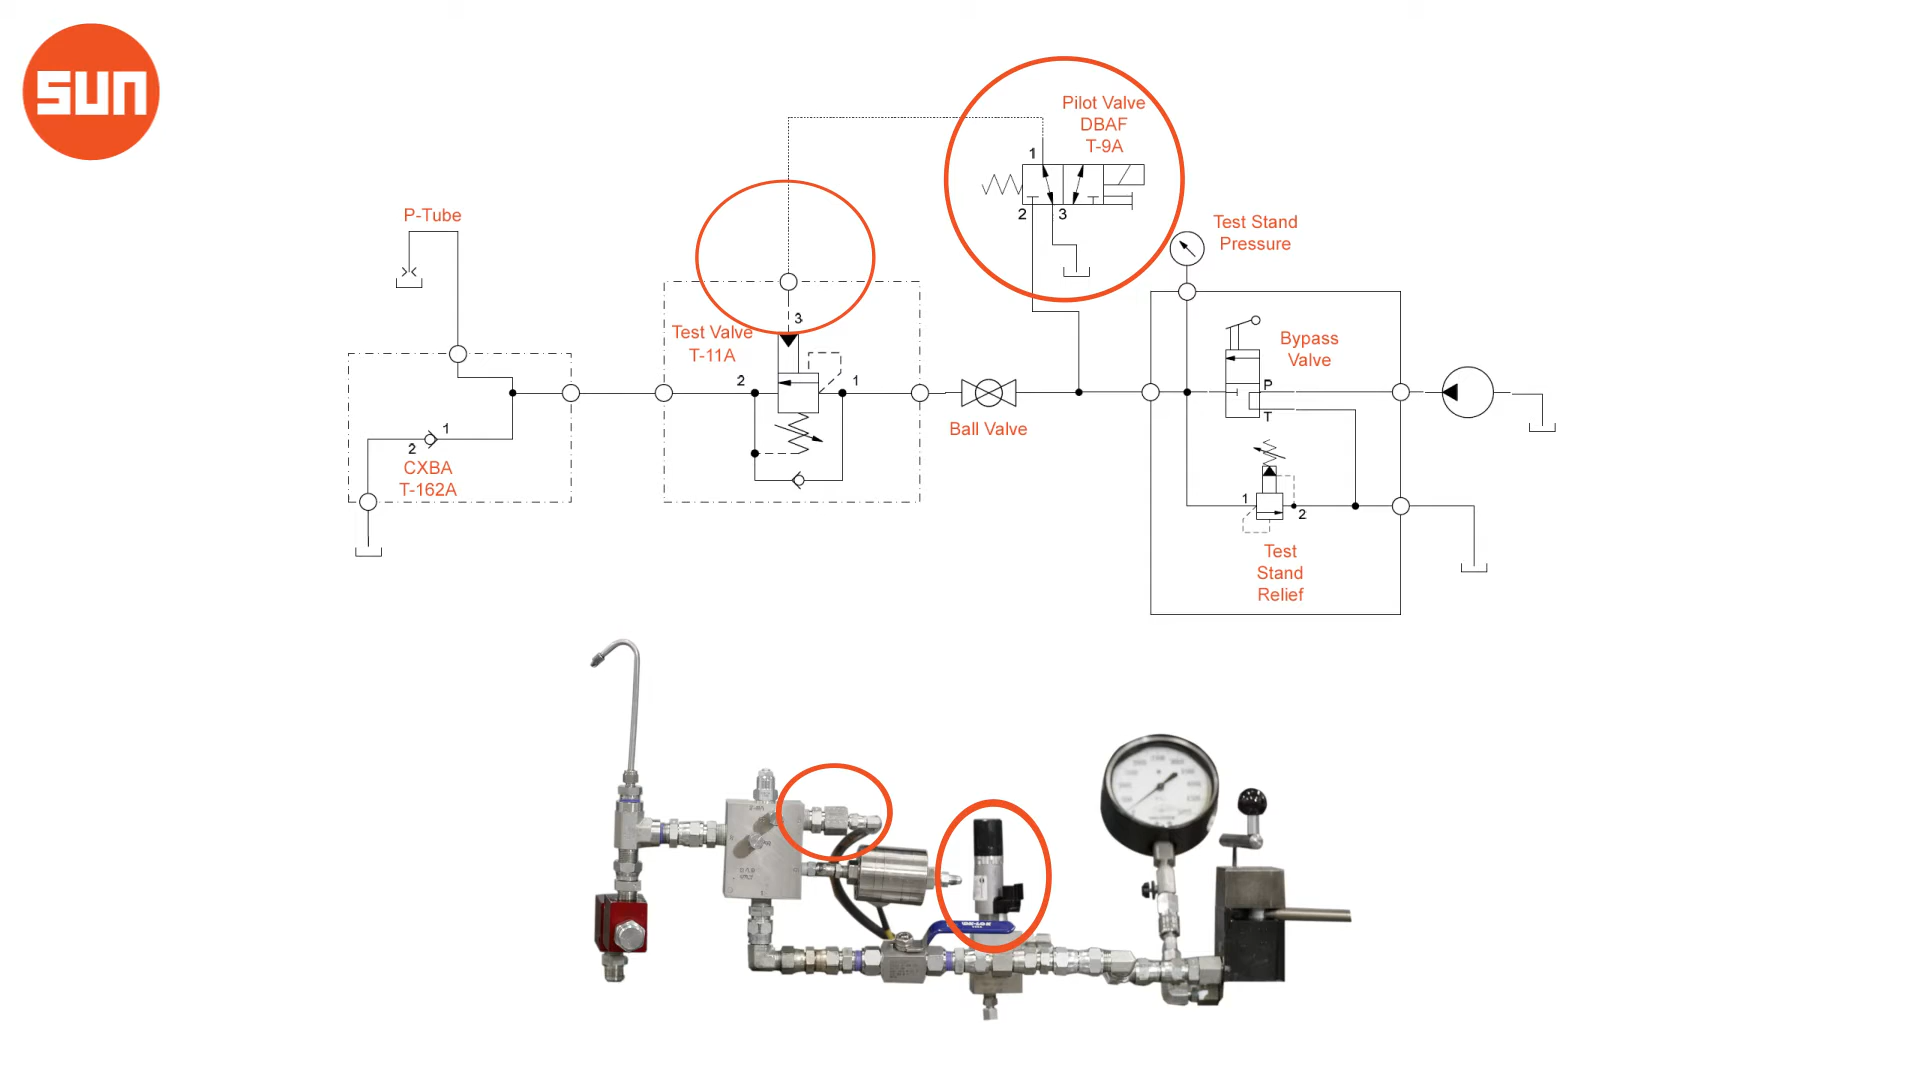 SUN
Pilot Valve
DBAF
T-9A
1
2
3
P-Tube
Test Stand
Pressure
3
Test Valve
T-11A
2
1
Bypass
Valve
P
T
Ball Valve
1
2
CXBA
T-162A
1
2
Test
Stand
Relief